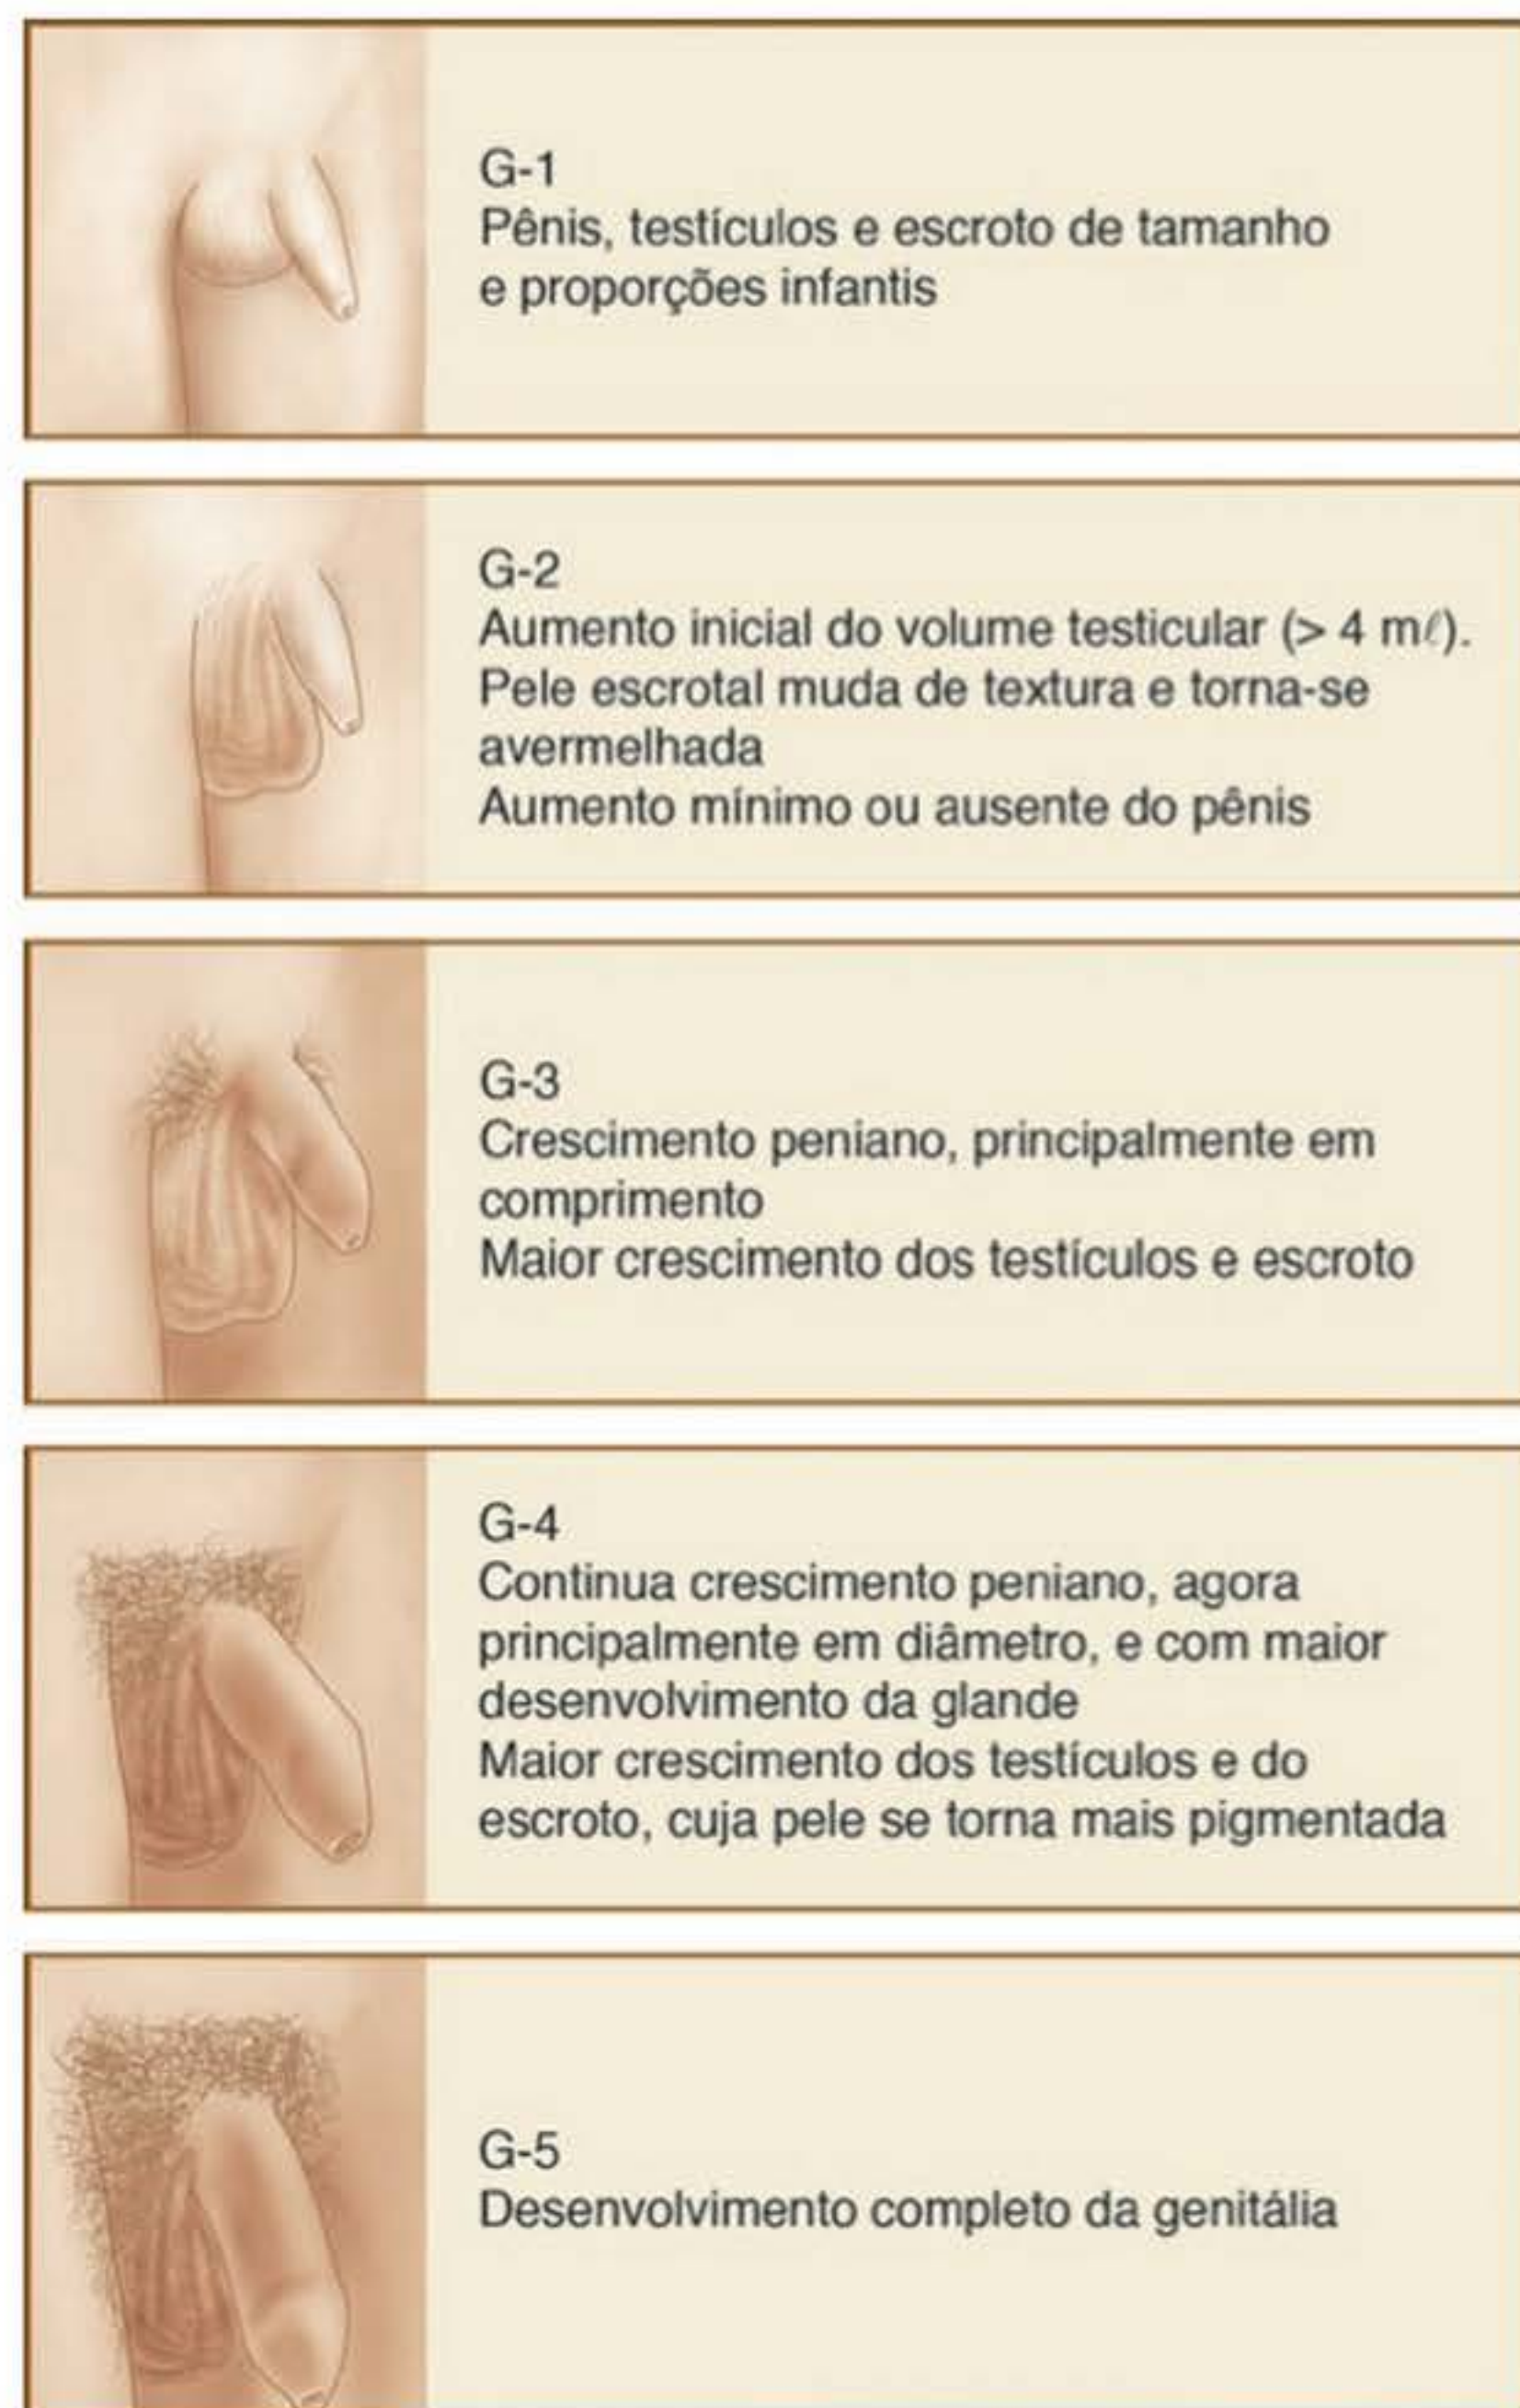 G-1
Pênis, testículos e escroto de tamanho
e proporções infantis
G-2
Aumento inicial do volume testicular (> 4 mℓ).
Pele escrotal muda de textura e torna-se
avermelhada
Aumento mínimo ou ausente do pênis
G-3
Crescimento peniano, principalmente em
comprimento
Maior crescimento dos testículos e escroto
G-4
Continua crescimento peniano, agora
principalmente em diâmetro, e com maior
desenvolvimento da glande
Maior crescimento dos testículos e do
escroto, cuja pele se torna mais pigmentada
G-5
Desenvolvimento completo da genitália